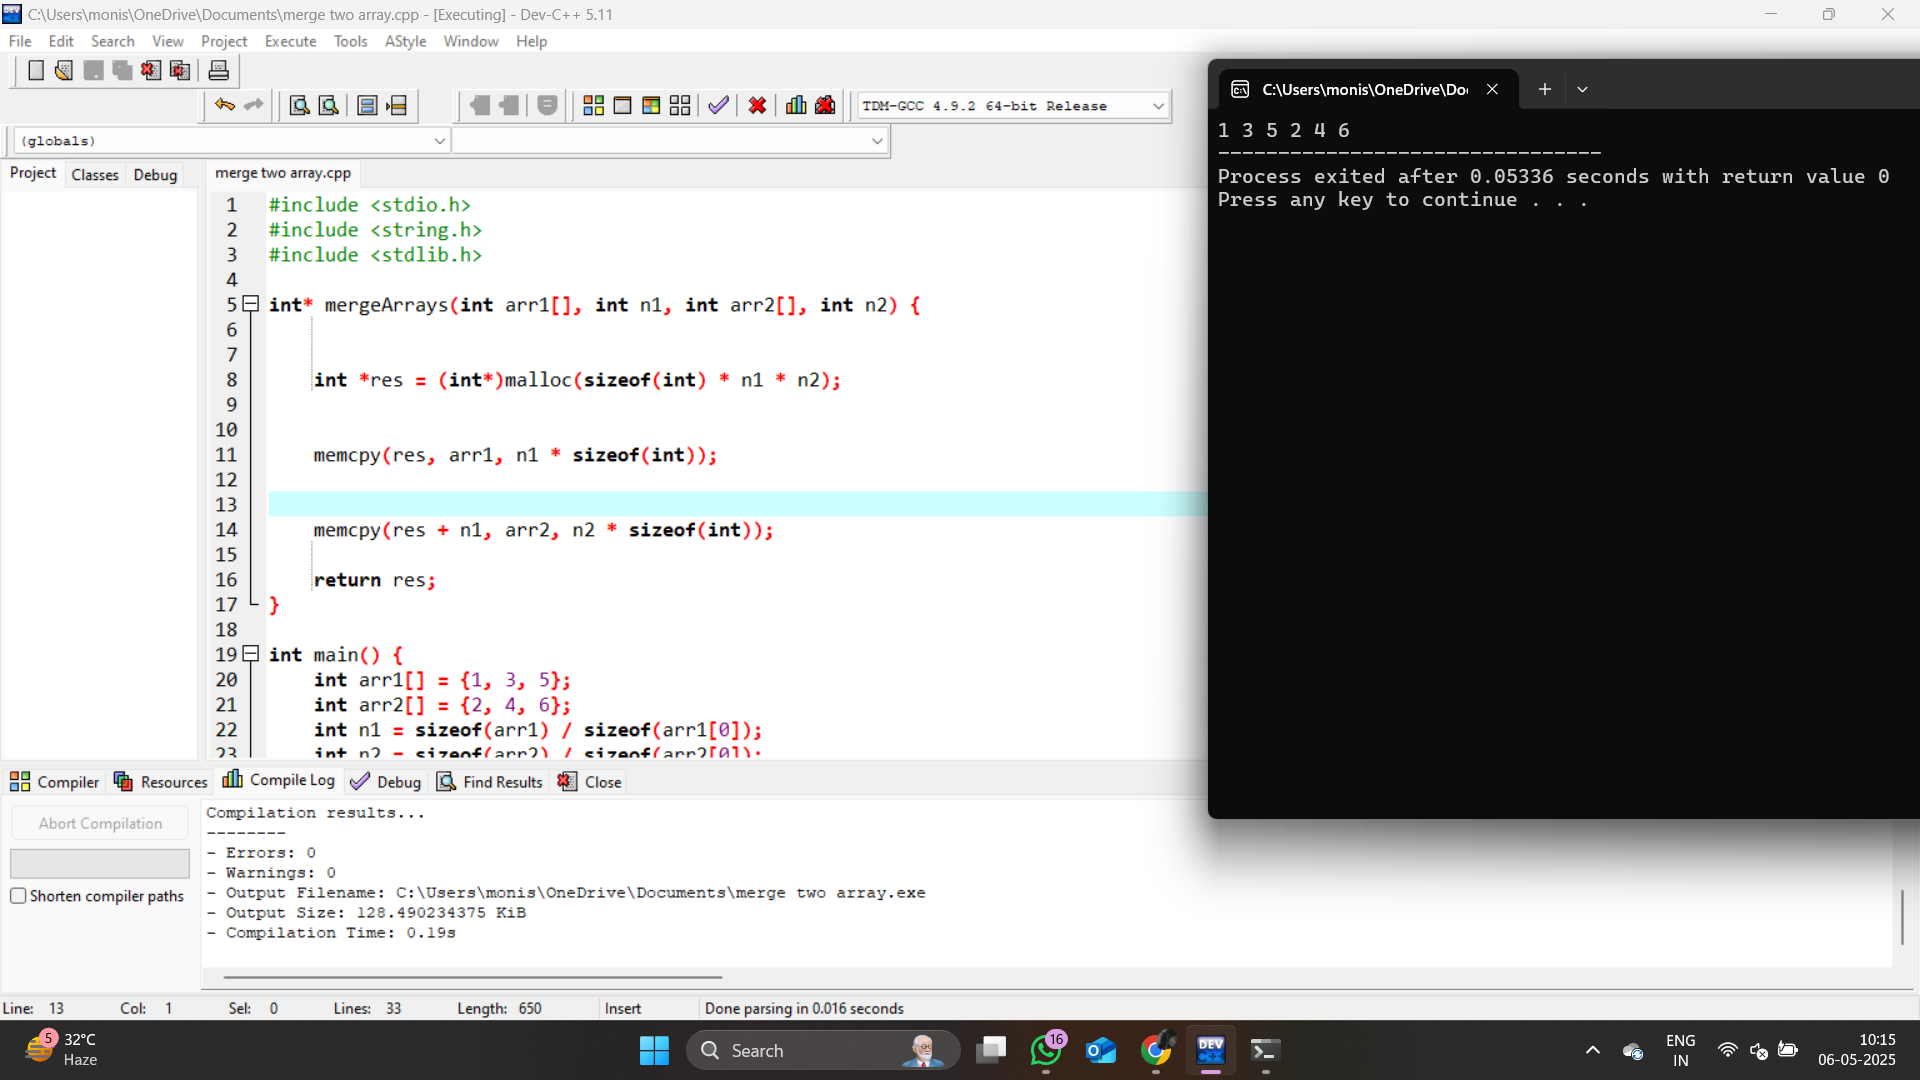 C:\Users\monis\OneDrive\Documents\merge two array.cpp - [Executing] - Dev-C++ 5.11
File Edit Search View Project Execute Tools AStyle Window Help
TDM-GCC 4.9.2 64-bit Release
(globals)
Project Classes Debug
merge two array.cpp
1 #include <stdio.h>
2 #include <string.h>
3 #include <stdlib.h>
4
5 int* mergeArrays(int arr1[], int n1, int arr2[], int n2) {
6
7
8 int *res = (int*)malloc(sizeof(int) * n1 * n2);
9
10
11 memcpy(res, arr1, n1 * sizeof(int));
12
13
14 memcpy(res + n1, arr2, n2 * sizeof(int));
15
16 return res;
17 }
18
19 int main() {
20 int arr1[] = {1, 3, 5};
21 int arr2[] = {2, 4, 6};
22 int n1 = sizeof(arr1) / sizeof(arr1[0]);
23 int n2 = sizeof(arr2) / sizeof(arr2[0]);
C:\Users\monis\OneDrive\Do
1 3 5 2 4 6
--------------------------------
Process exited after 0.05336 seconds with return value 0
Press any key to continue . . .
Compiler Resources Compile Log Debug Find Results Close
Abort Compilation
Shorten compiler paths
Compilation results...
--------
- Errors: 0
- Warnings: 0
- Output Filename: C:\Users\monis\OneDrive\Documents\merge two array.exe
- Output Size: 128.490234375 KiB
- Compilation Time: 0.19s
Line: 13 Col: 1 Sel: 0 Lines: 33 Length: 650 Insert Done parsing in 0.016 seconds
5
32°C
Haze
Search
16
DEV
ENG
IN
10:15
06-05-2025